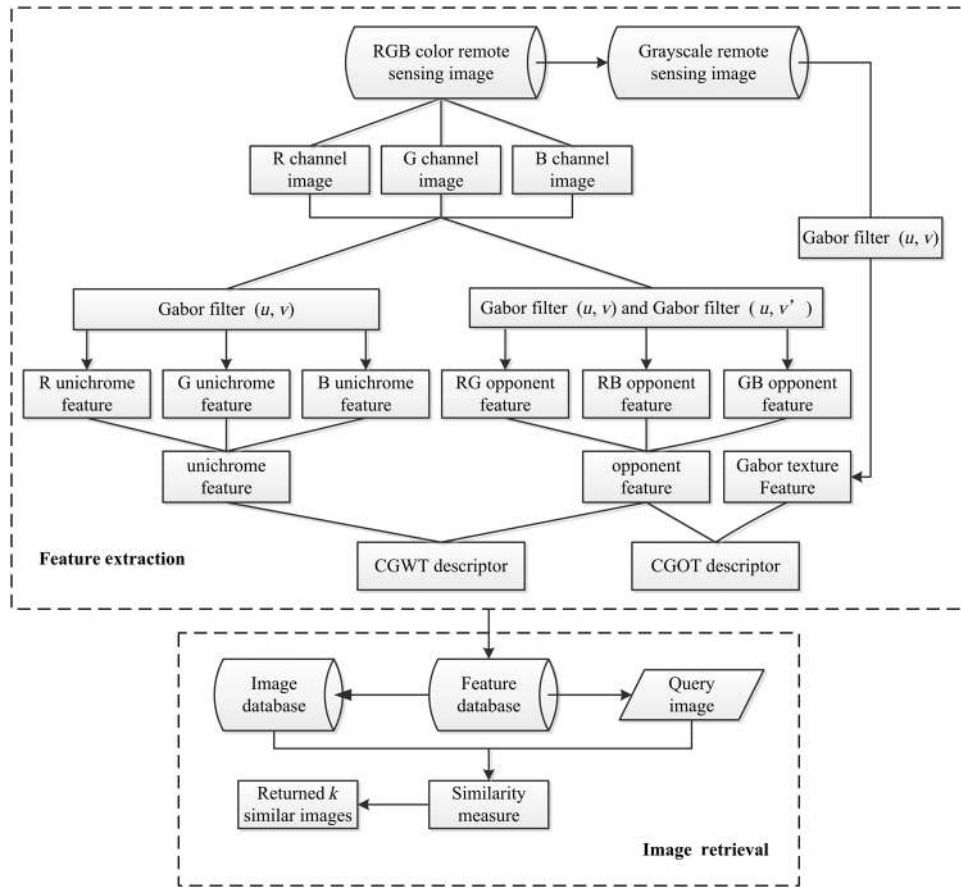 RGB color remote
sensing image
Grayscale remote
sensing image
R channel
image
G channel
image
B channel
image
Gabor filter (u, v)
Gabor filter (u, v)
Gabor filter (u, v) and Gabor filter ( u, v’ )
R unichrome
feature
G unichrome
feature
B unichrome
feature
RG opponent
feature
RB opponent
feature
GB opponent
feature
unichrome
feature
opponent
feature
Gabor texture
Feature
Feature extraction
CGWT descriptor
CGOT descriptor
Image
database
Feature
database
Query
image
Returned k
similar images
Similarity
measure
Image retrieval